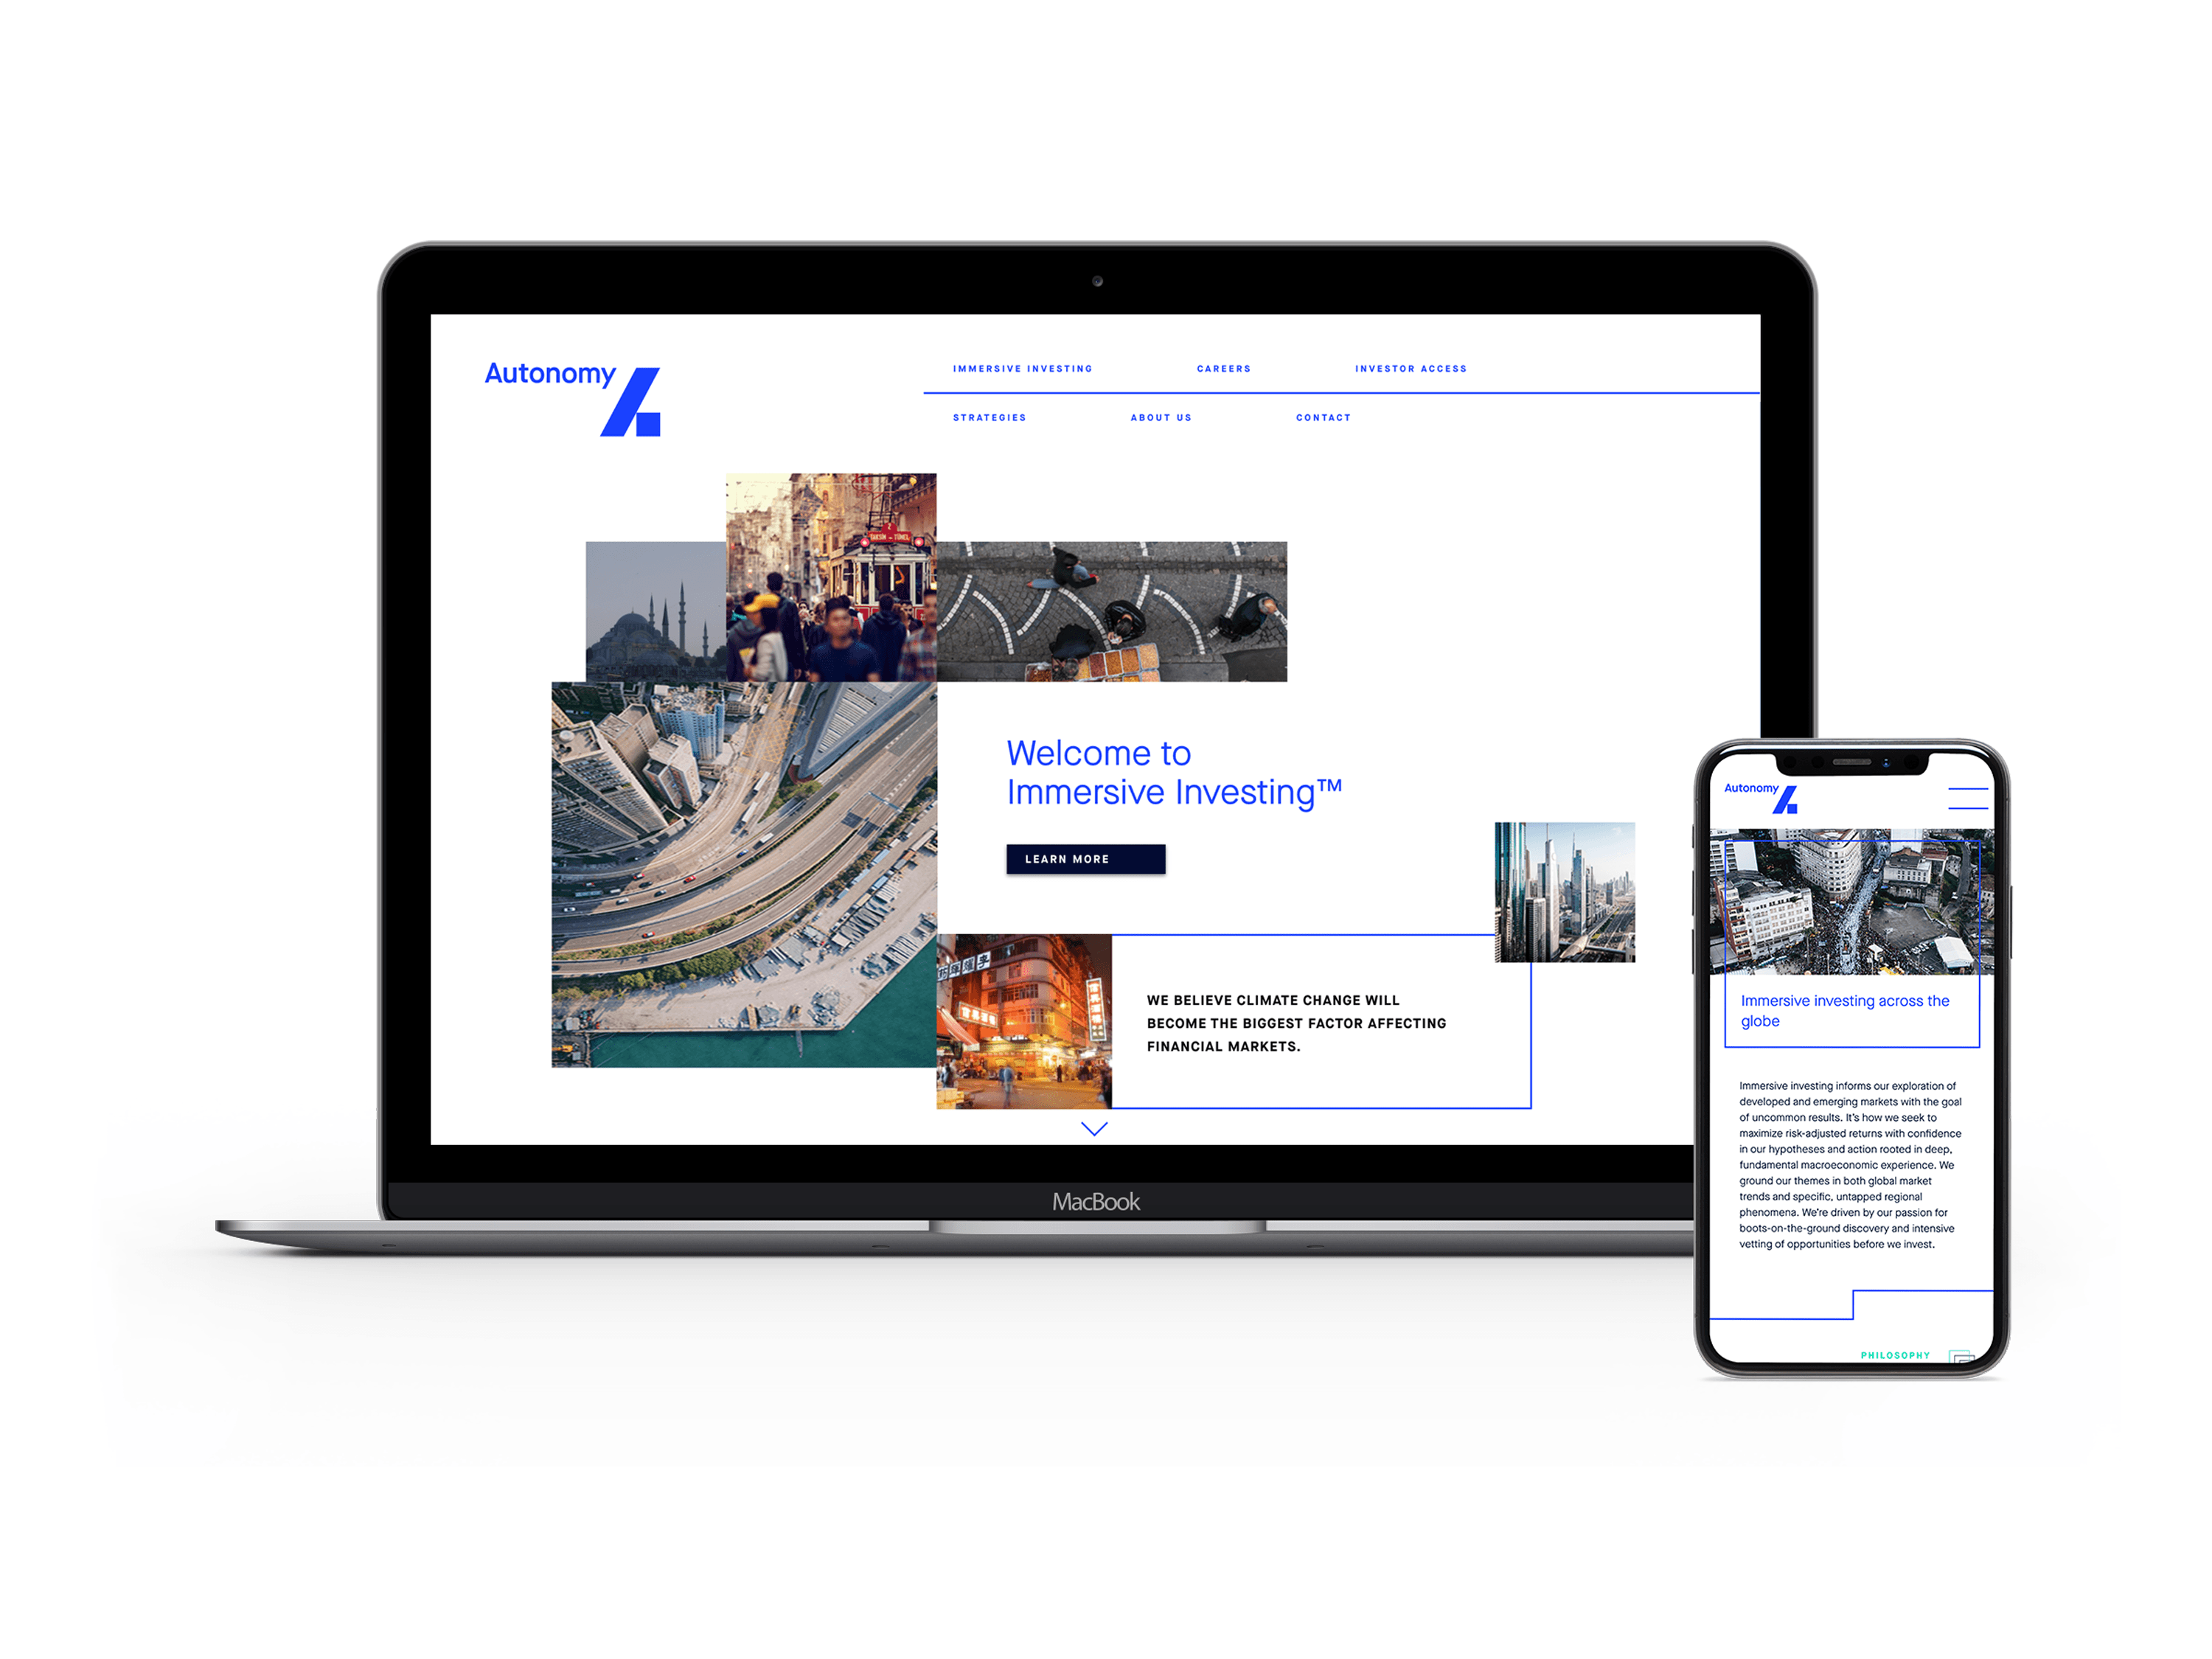 Autonomy
IMMERSIVE INVESTING
CAREERS
INVESTOR ACCESS
STRATEGIES
ABOUT US
CONTACT
TAKSİM - TÜNEL
Welcome to
Immersive Investing™
LEARN MORE
WE BELIEVE CLIMATE CHANGE WILL
BECOME THE BIGGEST FACTOR AFFECTING
FINANCIAL MARKETS.
MacBook
Autonomy
Immersive investing across the
globe
Immersive investing informs our exploration of
developed and emerging markets with the goal
of uncommon results. It's how we seek to
maximize risk-adjusted returns with confidence
in our hypotheses and action rooted in deep,
fundamental macroeconomic experience. We
ground our themes in both global market
trends and specific, untapped regional
phenomena. We're driven by our passion for
boots-on-the-ground discovery and intensive
vetting of opportunities before we invest.
PHILOSOPHY